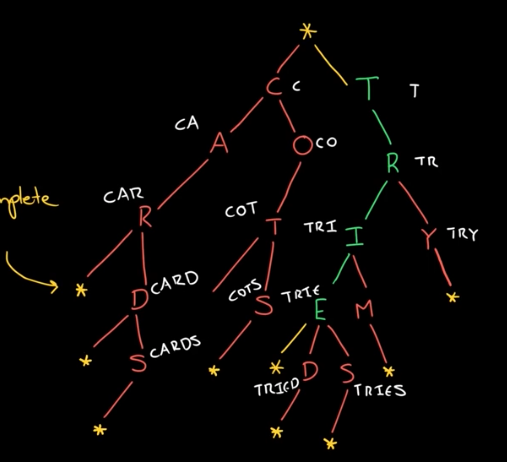 *
C C T T
CA A O CO R TR
CAR R COT T TRI I Y TRY
* D CARD COTS S TRIE E M *
* S CARDS * * D S *
TRIED TRIES
* * *